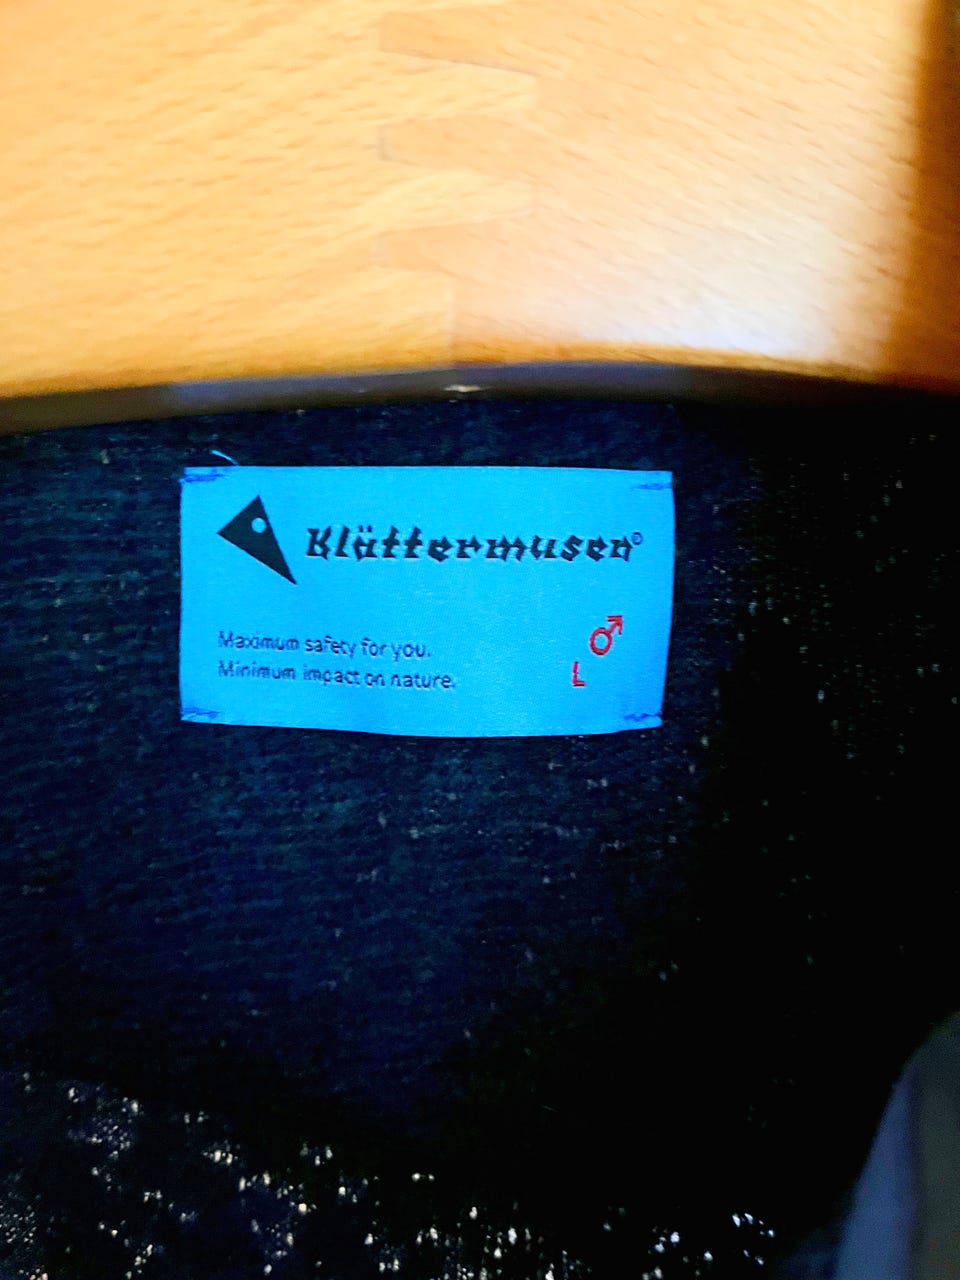 Klättermusen®
Maximum safety for you.
Minimum impact on nature.
♂
L